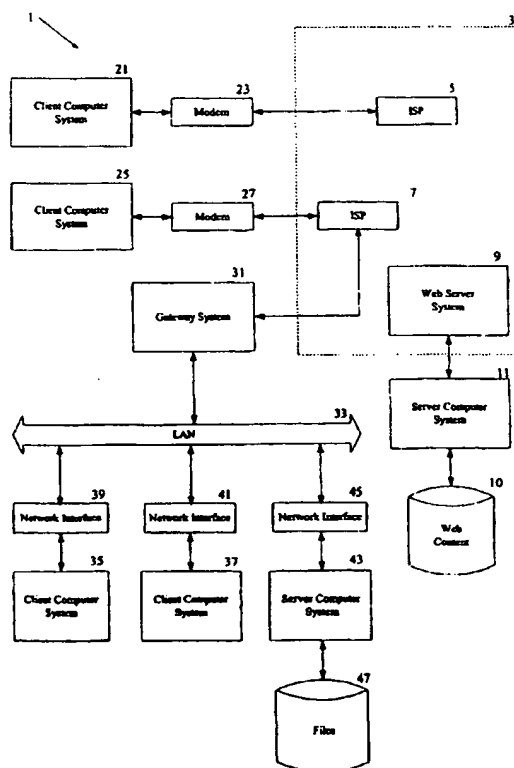 1
3
21
Client Computer
System
23
Modem
5
ISP
25
Client Computer
System
27
Modem
7
ISP
31
Gateway System
9
Web Server
System
11
Server Computer
System
10
Web
Content
33
LAN
39
Network Interface
41
Network Interface
45
Network Interface
35
Client Computer
System
37
Client Computer
System
43
Server Computer
System
47
Files